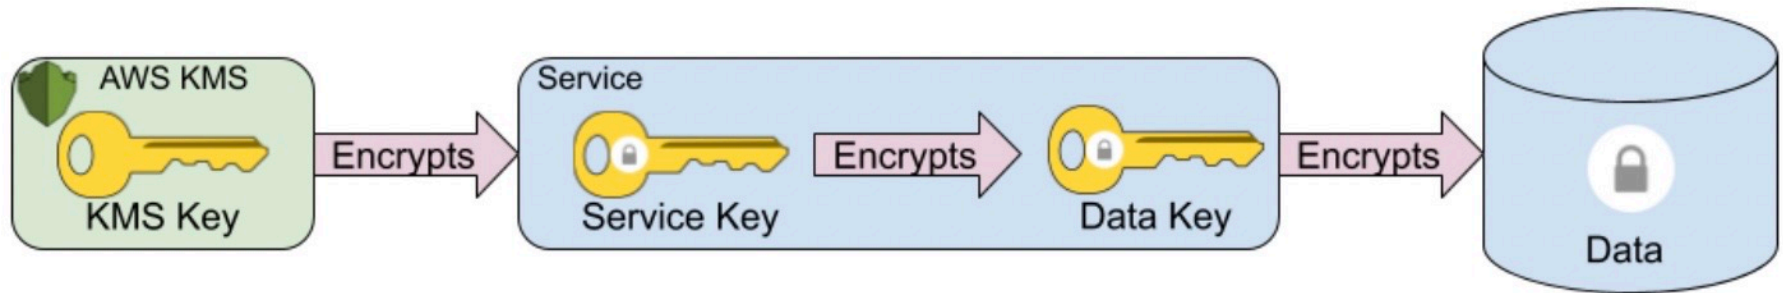 AWS KMS
KMS Key
Encrypts
Service
Service Key
Encrypts
Data Key
Encrypts
Data